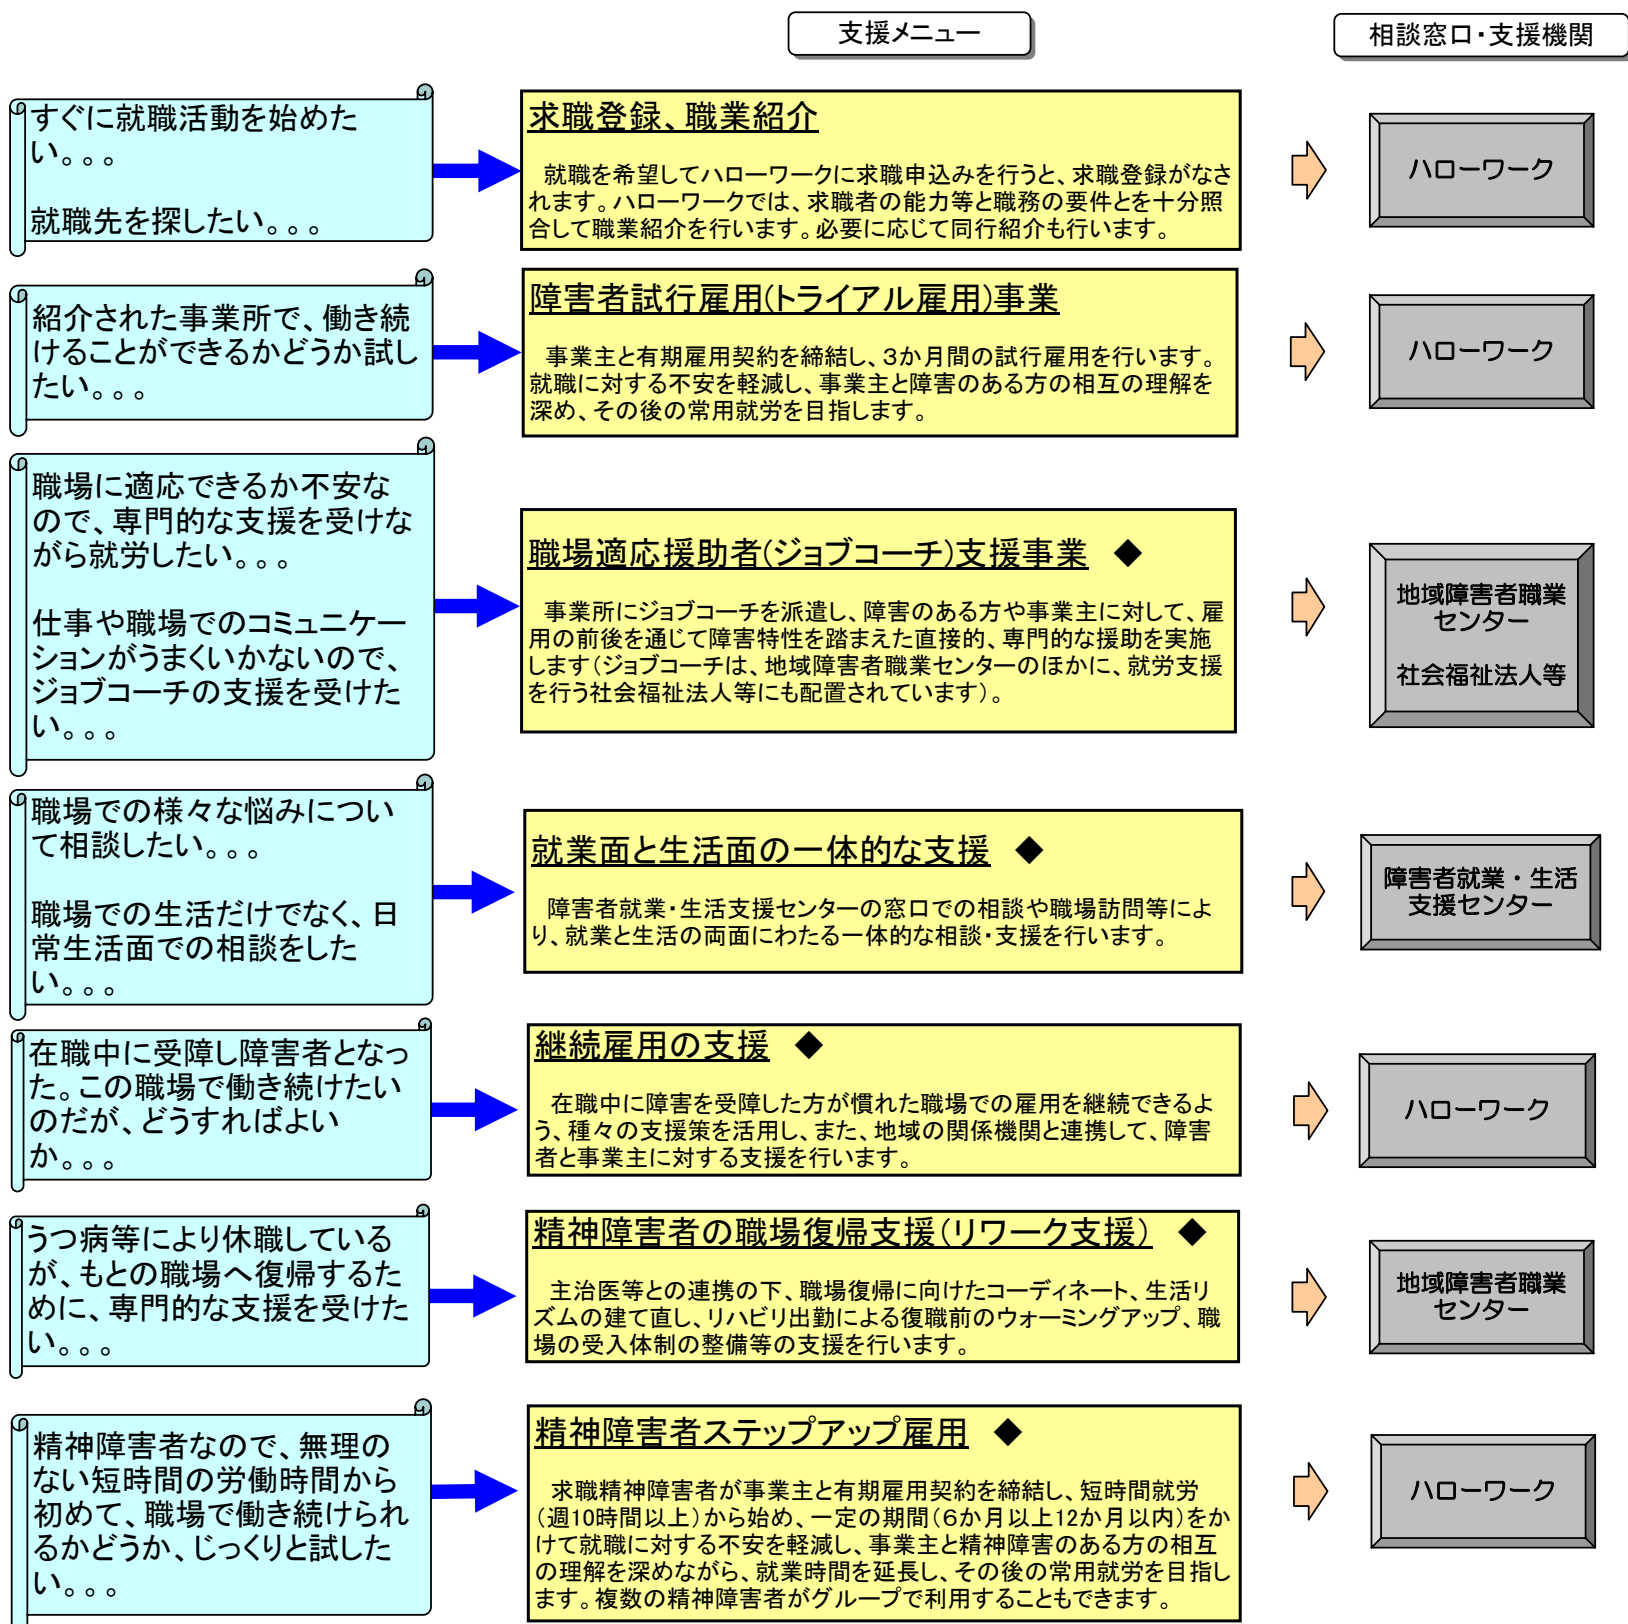 支援メニュー
相談窓口・支援機関
すぐに就職活動を始めた
い。。。
就職先を探したい。。。
求職登録、職業紹介
就職を希望してハローワークに求職申込みを行うと、求職登録がなさ
れます。ハローワークでは、求職者の能力等と職務の要件とを十分照
合して職業紹介を行います。必要に応じて同行紹介も行います。
ハローワーク
紹介された事業所で、働き続
けることができるかどうか試し
たい。。。
障害者試行雇用(トライアル雇用)事業
事業主と有期雇用契約を締結し、3か月間の試行雇用を行います。
就職に対する不安を軽減し、事業主と障害のある方の相互の理解を
深め、その後の常用就労を目指します。
ハローワーク
職場に適応できるか不安な
ので、専門的な支援を受けな
がら就労したい。。。
仕事や職場でのコミュニケー
ションがうまくいかないので、
ジョブコーチの支援を受けた
い。。。
職場適応援助者(ジョブコーチ)支援事業 ◆
事業所にジョブコーチを派遣し、障害のある方や事業主に対して、雇
用の前後を通じて障害特性を踏まえた直接的、専門的な援助を実施
します(ジョブコーチは、地域障害者職業センターのほかに、就労支援
を行う社会福祉法人等にも配置されています)。
地域障害者職業
センター
社会福祉法人等
職場での様々な悩みについ
て相談したい。。。
職場での生活だけでなく、日
常生活面での相談をした
い。。。
就業面と生活面の一体的な支援 ◆
障害者就業・生活支援センターの窓口での相談や職場訪問等によ
り、就業と生活の両面にわたる一体的な相談・支援を行います。
障害者就業・生活
支援センター
在職中に受障し障害者となっ
た。この職場で働き続けたい
のだが、どうすればよい
か。。。
継続雇用の支援 ◆
在職中に障害を受障した方が慣れた職場での雇用を継続できるよ
う、種々の支援策を活用し、また、地域の関係機関と連携して、障害
者と事業主に対する支援を行います。
ハローワーク
うつ病等により休職している
が、もとの職場へ復帰するた
めに、専門的な支援を受けた
い。。。
精神障害者の職場復帰支援(リワーク支援) ◆
主治医等との連携の下、職場復帰に向けたコーディネート、生活リ
ズムの建て直し、リハビリ出勤による復職前のウォーミングアップ、職
場の受入体制の整備等の支援を行います。
地域障害者職業
センター
精神障害者なので、無理の
ない短時間の労働時間から
初めて、職場で働き続けられ
るかどうか、じっくりと試した
い。。。
精神障害者ステップアップ雇用 ◆
求職精神障害者が事業主と有期雇用契約を締結し、短時間就労
(週10時間以上)から始め、一定の期間(6か月以上12か月以内)をか
けて就職に対する不安を軽減し、事業主と精神障害のある方の相互
の理解を深めながら、就業時間を延長し、その後の常用就労を目指し
ます。複数の精神障害者がグループで利用することもできます。
ハローワーク